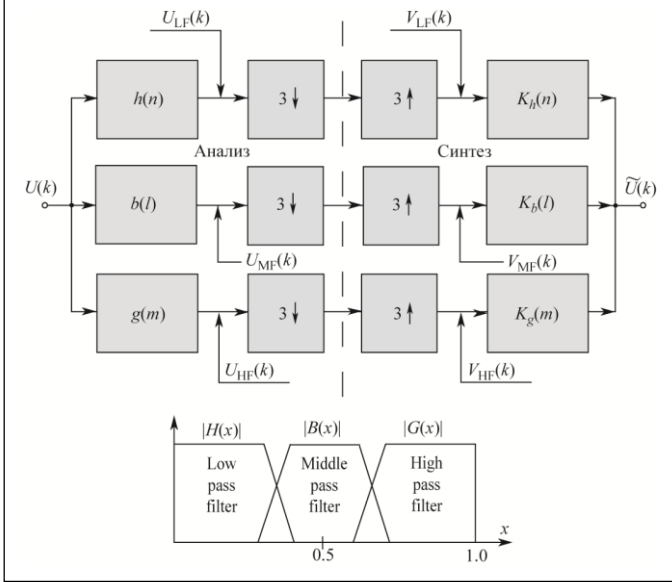 U_LF(k)
V_LF(k)
h(n)
3↓
3↑
K_h(n)
Анализ
Синтез
U(k)
Ũ(k)
b(l)
3↓
3↑
K_b(l)
U_MF(k)
V_MF(k)
g(m)
3↓
3↑
K_g(m)
U_HF(k)
V_HF(k)
|H(x)|
|B(x)|
|G(x)|
Low
pass
filter
Middle
pass
filter
High
pass
filter
x
0.5
1.0